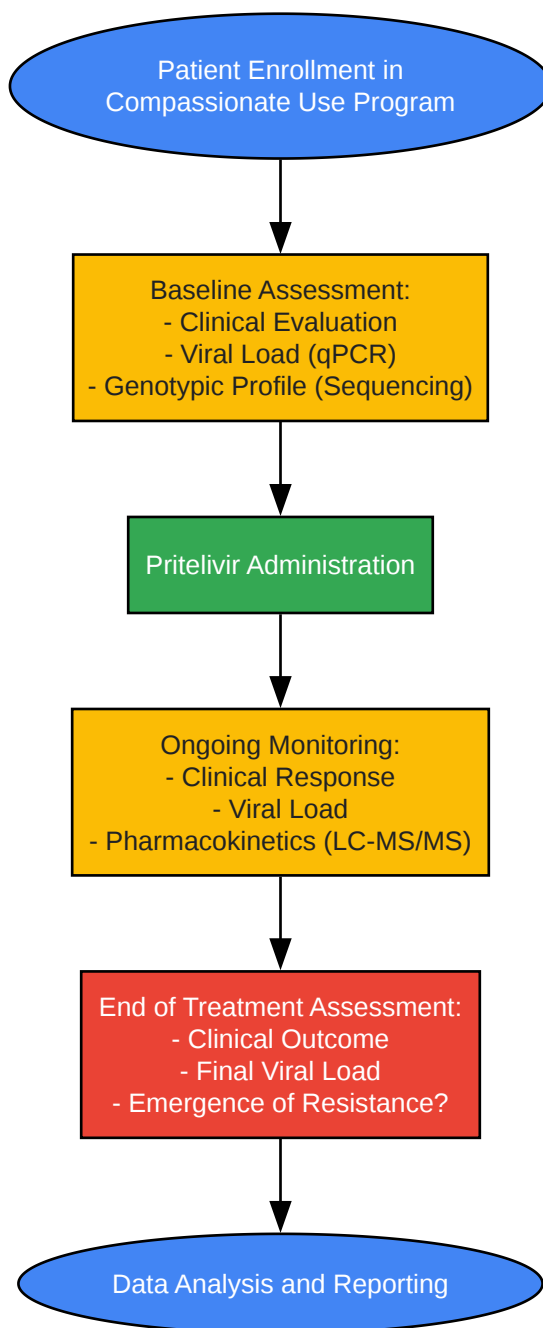 Patient Enrollment in
Compassionate Use Program
Baseline Assessment:
- Clinical Evaluation
- Viral Load (qPCR)
- Genotypic Profile (Sequencing)
Pritelivir Administration
Ongoing Monitoring:
- Clinical Response
- Viral Load
- Pharmacokinetics (LC-MS/MS)
End of Treatment Assessment:
- Clinical Outcome
- Final Viral Load
- Emergence of Resistance?
Data Analysis and Reporting